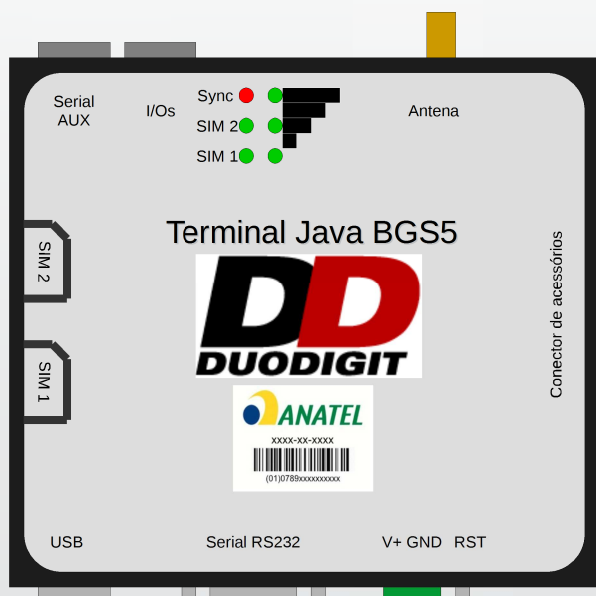 Serial
AUX
I/Os
Sync
SIM 2
SIM 1
Antena
Terminal Java BGS5
DD
DUODIGIT
SIM 2
SIM 1
Conector de acessórios
ANATEL
xxxx-xx-xxxx
(01)0789xxxxxxxxxx
USB
Serial RS232
V+ GND RST